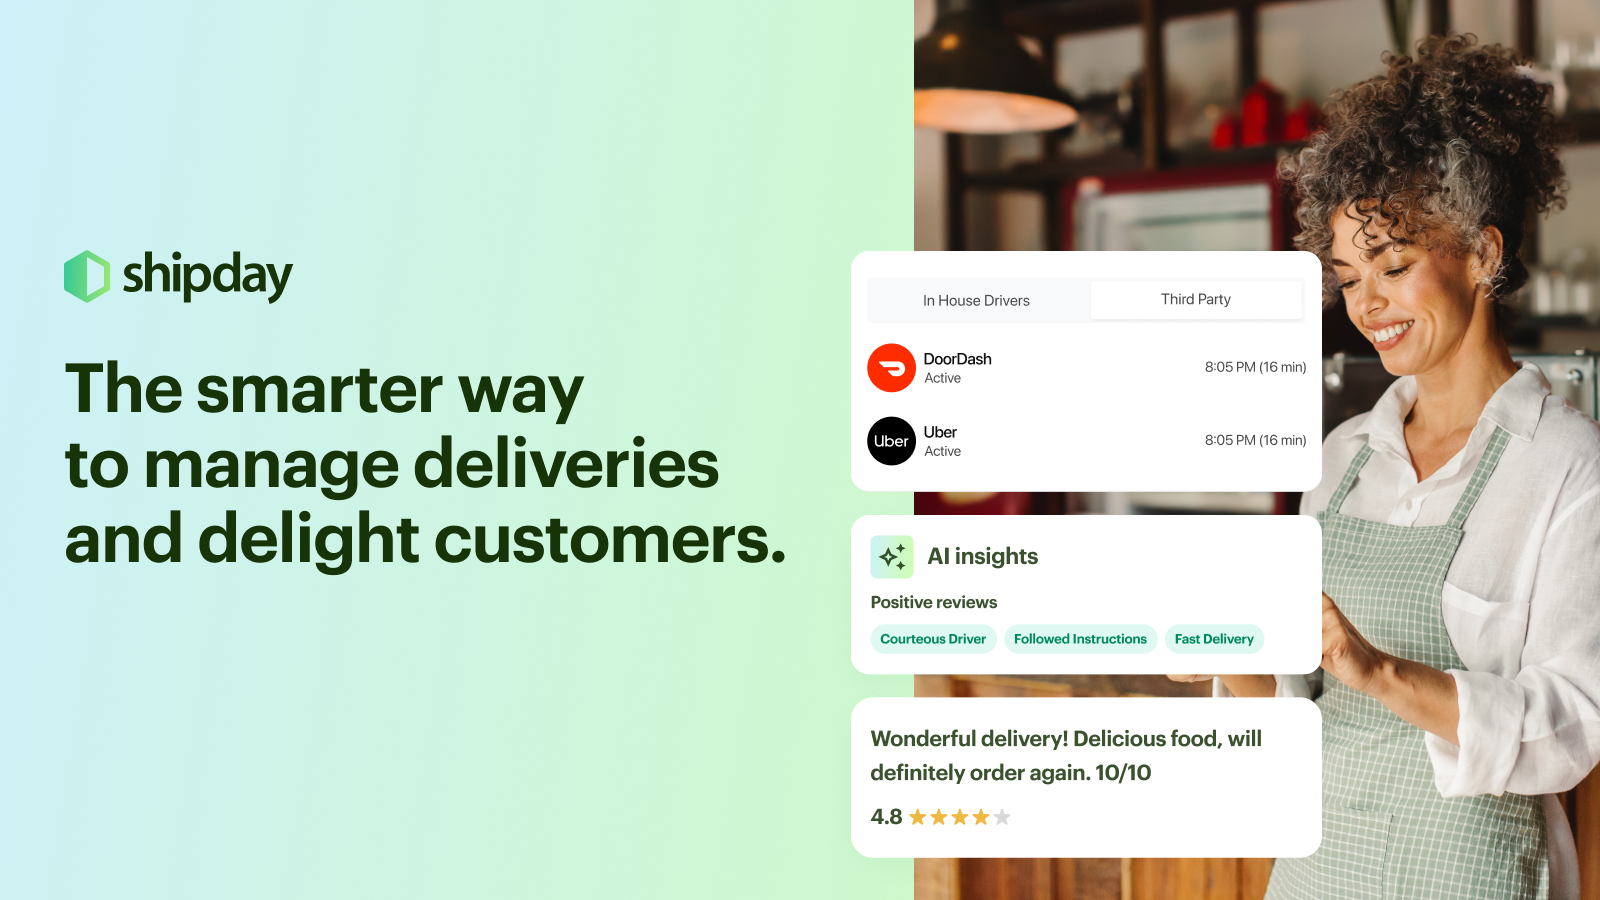 shipday
The smarter way
to manage deliveries
and delight customers.
In House Drivers
Third Party
DoorDash
Active
8:05 PM (16 min)
Uber
Uber
Active
8:05 PM (16 min)
AI insights
Positive reviews
Courteous Driver
Followed Instructions
Fast Delivery
Wonderful delivery! Delicious food, will
definitely order again. 10/10
4.8